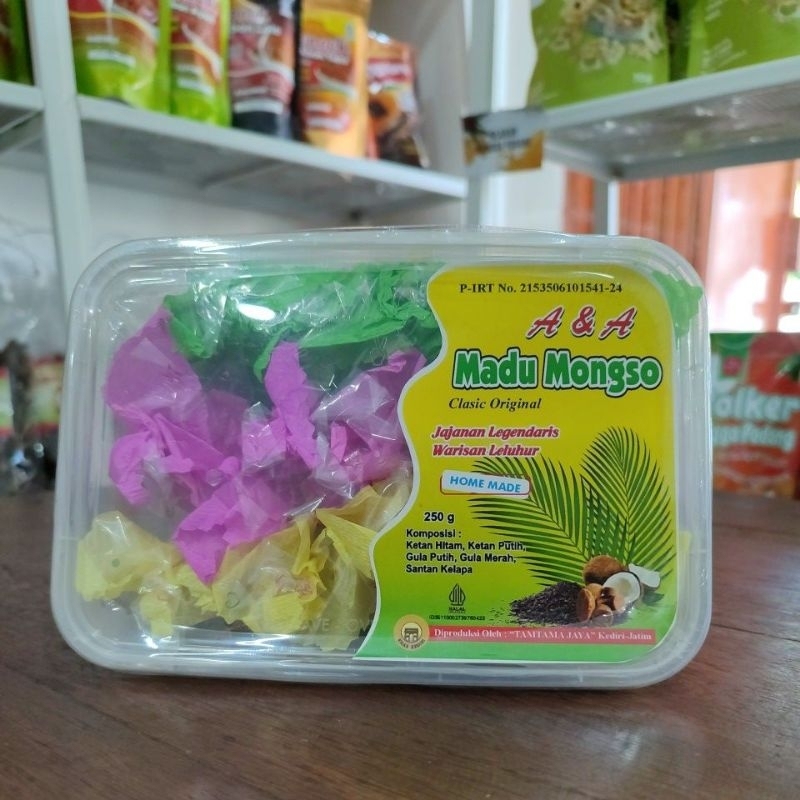 P-IRT No. 2153506101541-24
A & A
Madu Mongso
Clasic Original
Jajanan Legendaris
Warisan Leluhur
HOME MADE
250 g
Komposisi :
Ketan Hitam, Ketan Putih,
Gula Putih, Gula Merah,
Santan Kelapa
HALAL
Diproduksi Oleh : "TAMTAMA JAYA" Kediri-Jatim